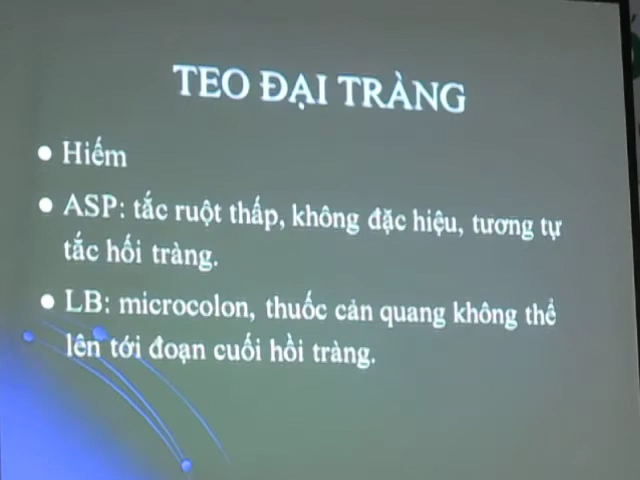 TEO ĐẠI TRÀNG
Hiếm
ASP: tắc ruột thấp, không đặc hiệu, tương tự
tắc hối tràng.
LB: microcolon, thuốc cản quang không thể
lên tới đoạn cuối hồi tràng.